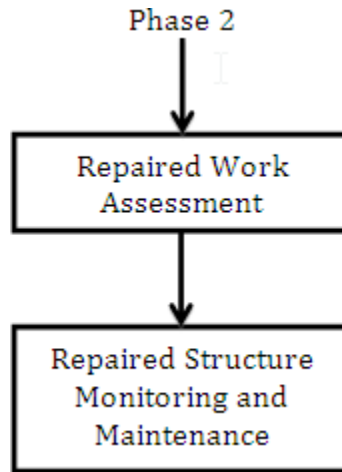 Phase 2
Repaired Work
Assessment
Repaired Structure
Monitoring and
Maintenance